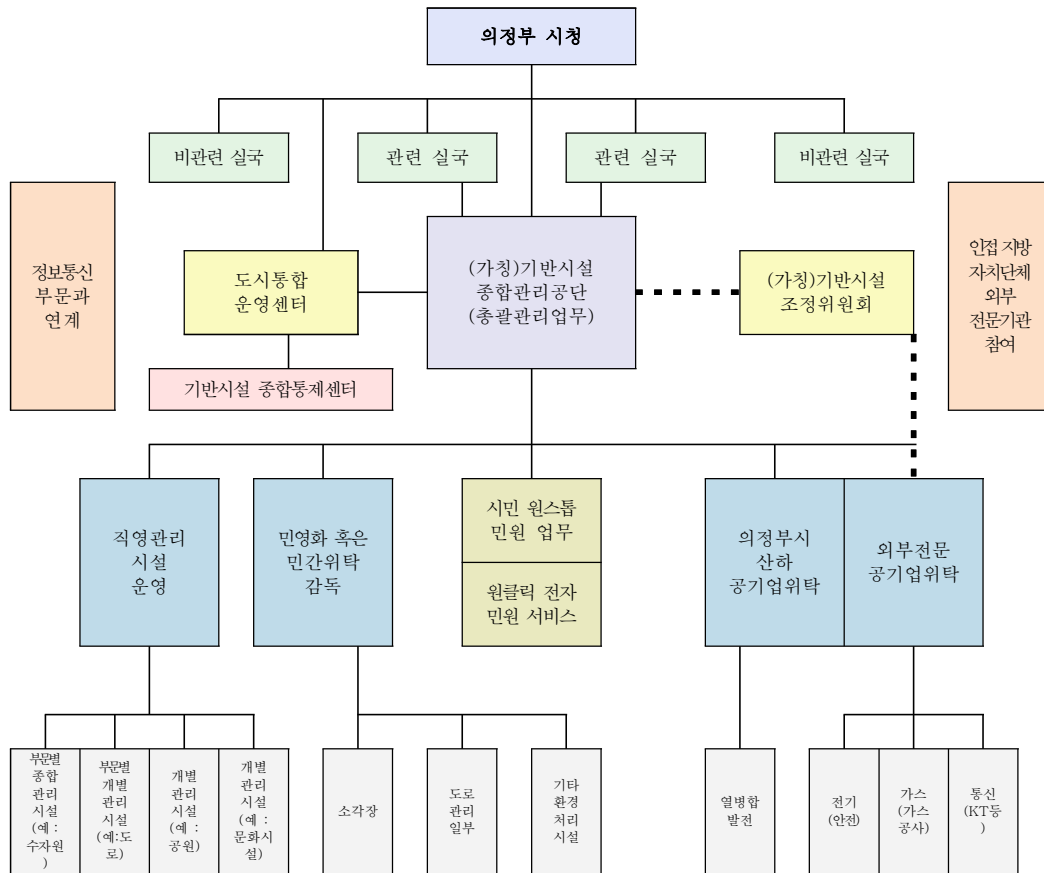 의정부 시청
비관련 실국
관련 실국
관련 실국
비관련 실국
정보통신
부문과
연계
도시통합
운영센터
(가칭)기반시설
종합관리공단
(총괄관리업무)
(가칭)기반시설
조정위원회
인접 지방
자치단체
외부
전문기관
참여
기반시설 종합통제센터
직영관리
시설
운영
민영화 혹은
민간위탁
감독
시민 원스톱
민원 업무
원클릭 전자
민원 서비스
의정부시
산하
공기업위탁
외부전문
공기업위탁
부문별
종합
관리
시설
(예 :
수자원
)
부문별
개별
관리
시설
(예:도
로)
개별
관리
시설
(예 :
공원)
개별
관리
시설
(예 :
문화시
설)
소각장
도로
관리
일부
기타
환경
처리
시설
열병합
발전
전기
(안전)
가스
(가스
공사)
통신
(KT등
)